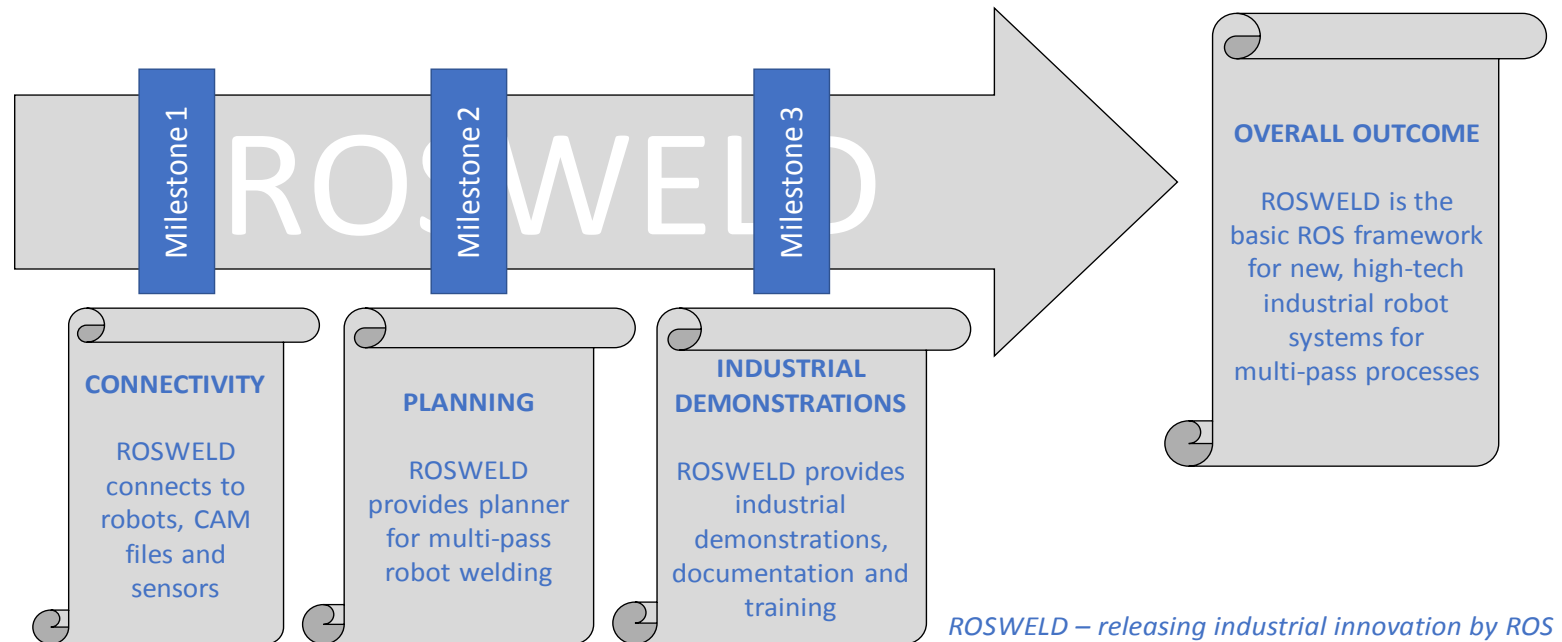 ROSWELD
Milestone 1
Milestone 2
Milestone 3
CONNECTIVITY
ROSWELD
connects to
robots, CAM
files and
sensors
PLANNING
ROSWELD
provides planner
for multi-pass
robot welding
INDUSTRIAL
DEMONSTRATIONS
ROSWELD provides
industrial
demonstrations,
documentation and
training
OVERALL OUTCOME
ROSWELD is the
basic ROS framework
for new, high-tech
industrial robot
systems for
multi-pass processes
ROSWELD – releasing industrial innovation by ROS